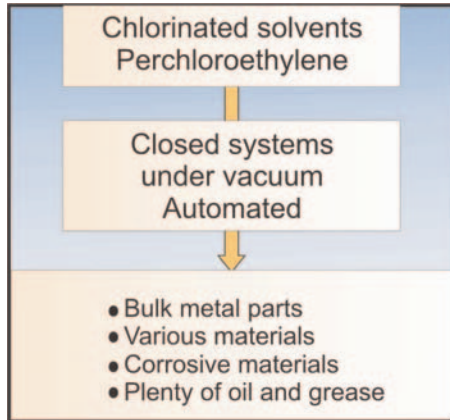 Chlorinated solvents
Perchloroethylene
Closed systems
under vacuum
Automated
● Bulk metal parts
● Various materials
● Corrosive materials
● Plenty of oil and grease